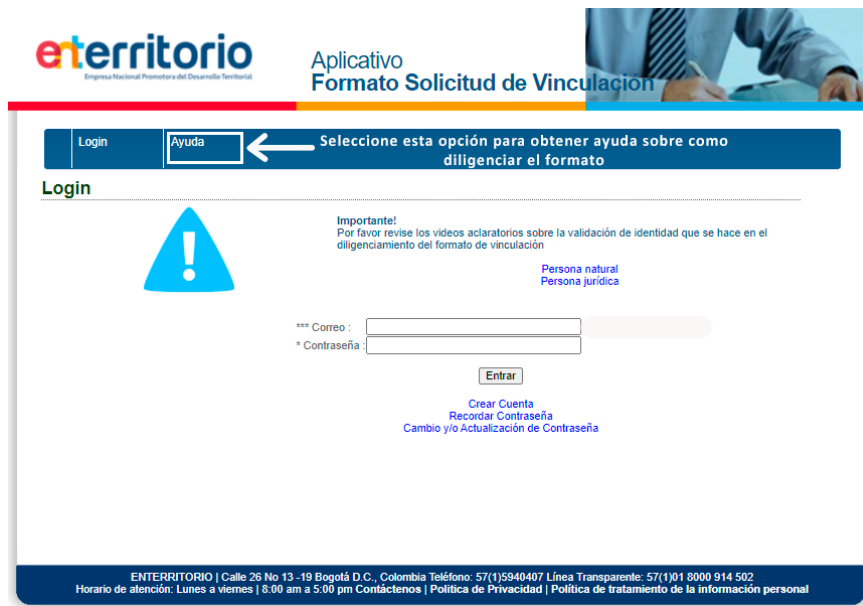 enterritorio
Empresa Nacional Promotora del Desarrollo Territorial
Aplicativo
Formato Solicitud de Vinculación
Login
Ayuda
Seleccione esta opción para obtener ayuda sobre como
diligenciar el formato
Login
!
Importante!
Por favor revise los videos aclaratorios sobre la validación de identidad que se hace en el
diligenciamiento del formato de vinculación
Persona natural
Persona jurídica
*** Correo :
* Contraseña :
Entrar
Crear Cuenta
Recordar Contraseña
Cambio y/o Actualización de Contraseña
ENTERRITORIO | Calle 26 No 13 -19 Bogotá D.C., Colombia Teléfono: 57(1)5940407 Línea Transparente: 57(1)01 8000 914 502
Horario de atención: Lunes a viernes | 8:00 am a 5:00 pm Contáctenos | Politica de Privacidad | Política de tratamiento de la información personal